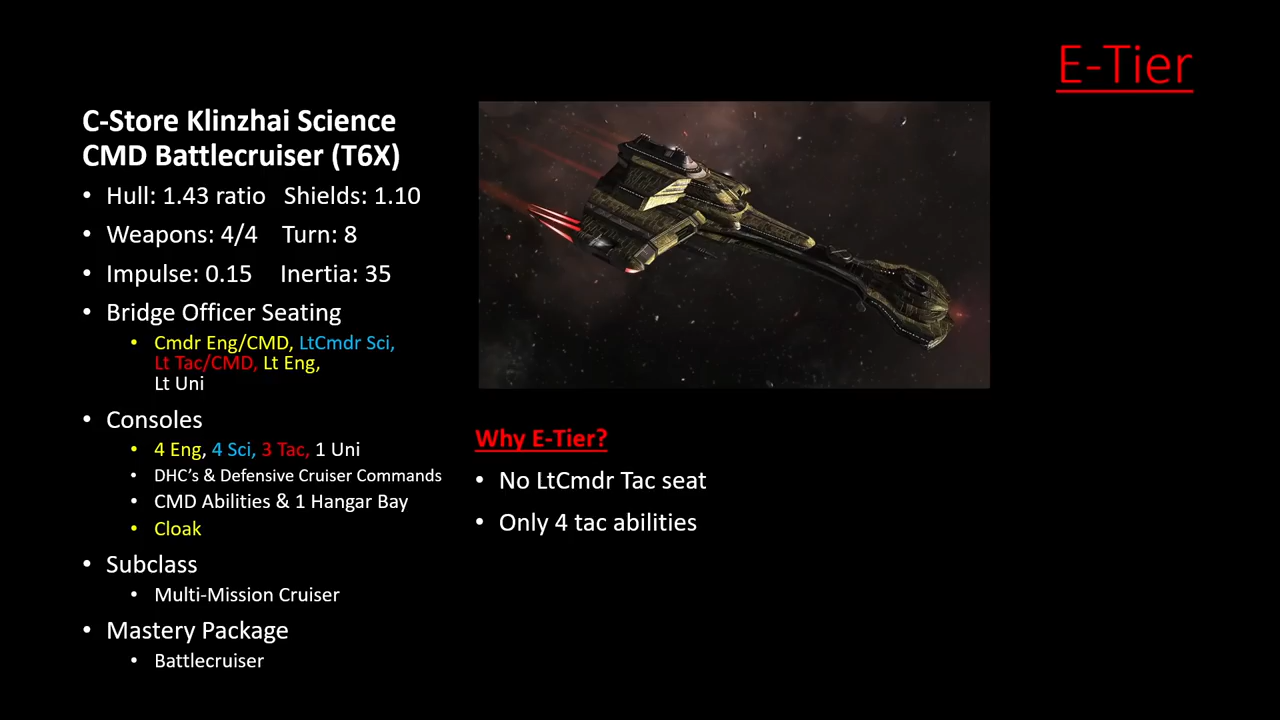 E-Tier
C-Store Klinzhai Science
CMD Battlecruiser (T6X)
• Hull: 1.43 ratio Shields: 1.10
• Weapons: 4/4 Turn: 8
• Impulse: 0.15 Inertia: 35
• Bridge Officer Seating
• Cmdr Eng/CMD, LtCmdr Sci,
Lt Tac/CMD, Lt Eng,
Lt Uni
• Consoles
• 4 Eng, 4 Sci, 3 Tac, 1 Uni
• DHC's & Defensive Cruiser Commands
• CMD Abilities & 1 Hangar Bay
• Cloak
• Subclass
• Multi-Mission Cruiser
• Mastery Package
• Battlecruiser
Why E-Tier?
• No LtCmdr Tac seat
• Only 4 tac abilities